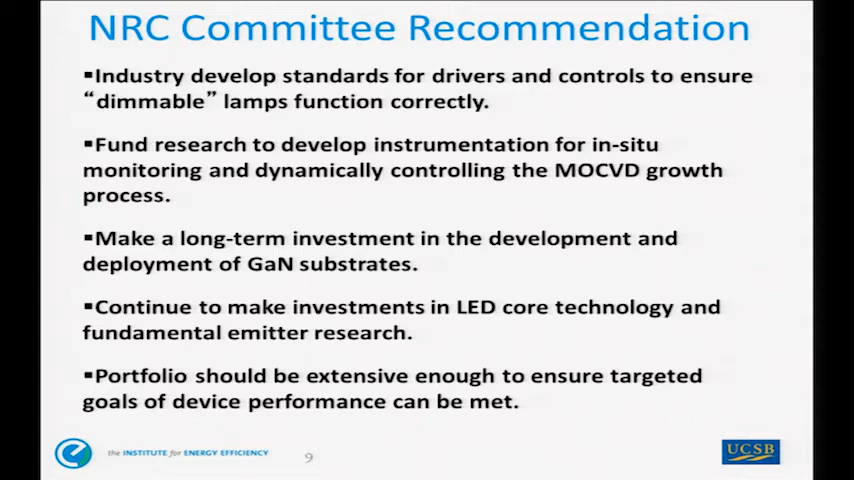 NRC Committee Recommendation
▪Industry develop standards for drivers and controls to ensure
“dimmable” lamps function correctly.
▪Fund research to develop instrumentation for in-situ
monitoring and dynamically controlling the MOCVD growth
process.
▪Make a long-term investment in the development and
deployment of GaN substrates.
▪Continue to make investments in LED core technology and
fundamental emitter research.
▪Portfolio should be extensive enough to ensure targeted
goals of device performance can be met.
the INSTITUTE for ENERGY EFFICIENCY
9
UCSB